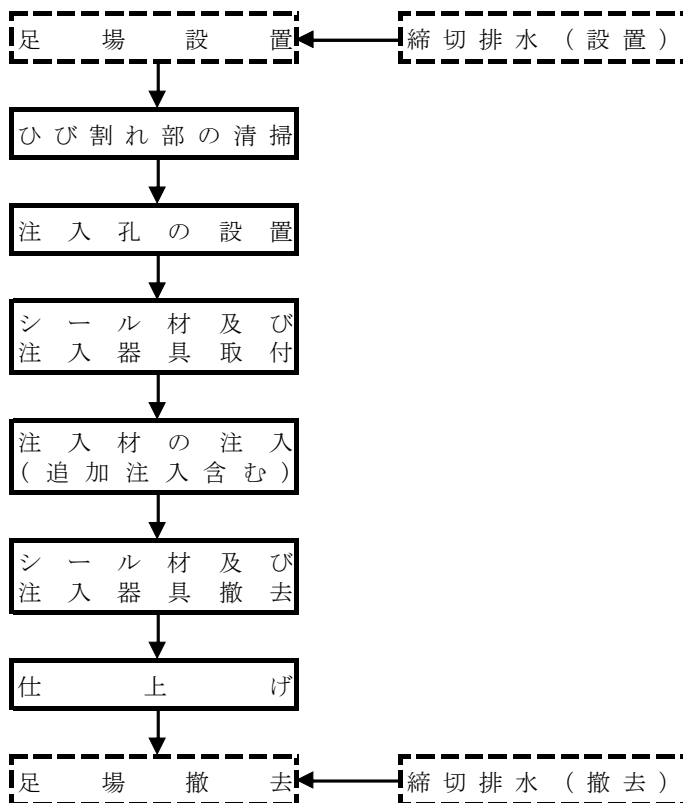 足場設置
締切排水（設置）
ひび割れ部の清掃
注入孔の設置
シール材及び
注入器具取付
注入材の注入
(追加注入含む)
シール材及び
注入器具撤去
仕上げ
足場撤去
締切排水（撤去）